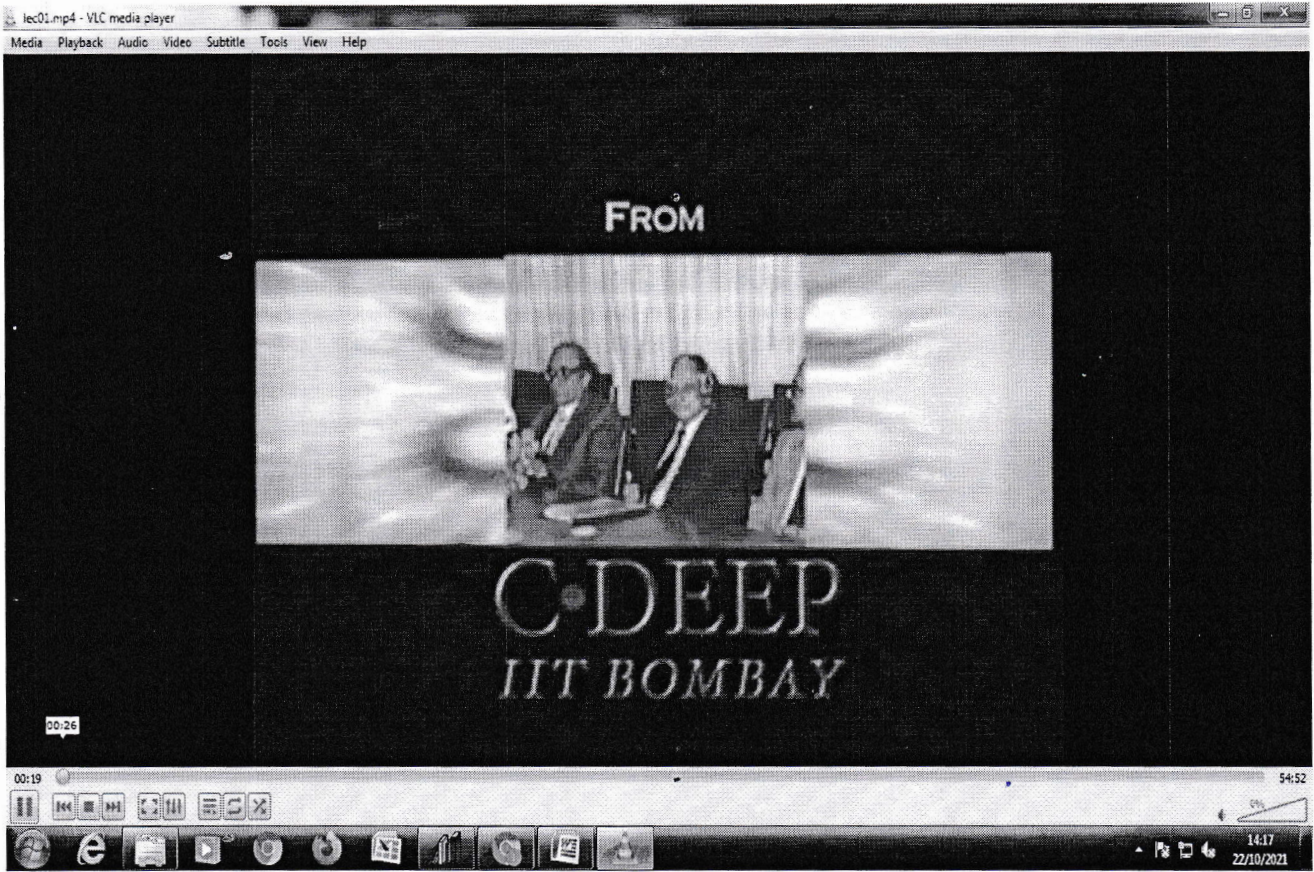 lec01.mp4 - VLC media player
Media Playback Audio Video Subtitle Tools View Help
FROM
C·DEEP
IIT BOMBAY
00:26
00:19
54:52
0%
14:17
22/10/2021